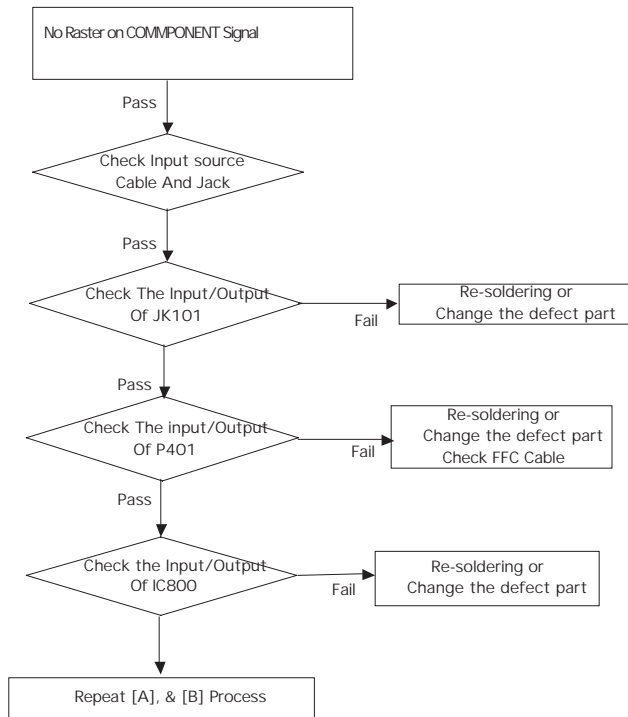 No Raster on COMMPONENT Signal
Pass
Check Input source
Cable And Jack
Pass
Check The Input/Output
Of JK101
Fail
Re-soldering or
Change the defect part
Pass
Check The input/Output
Of P401
Fail
Re-soldering or
Change the defect part
Check FFC Cable
Pass
Check the Input/Output
Of IC800
Fail
Re-soldering or
Change the defect part
Repeat [A], & [B] Process